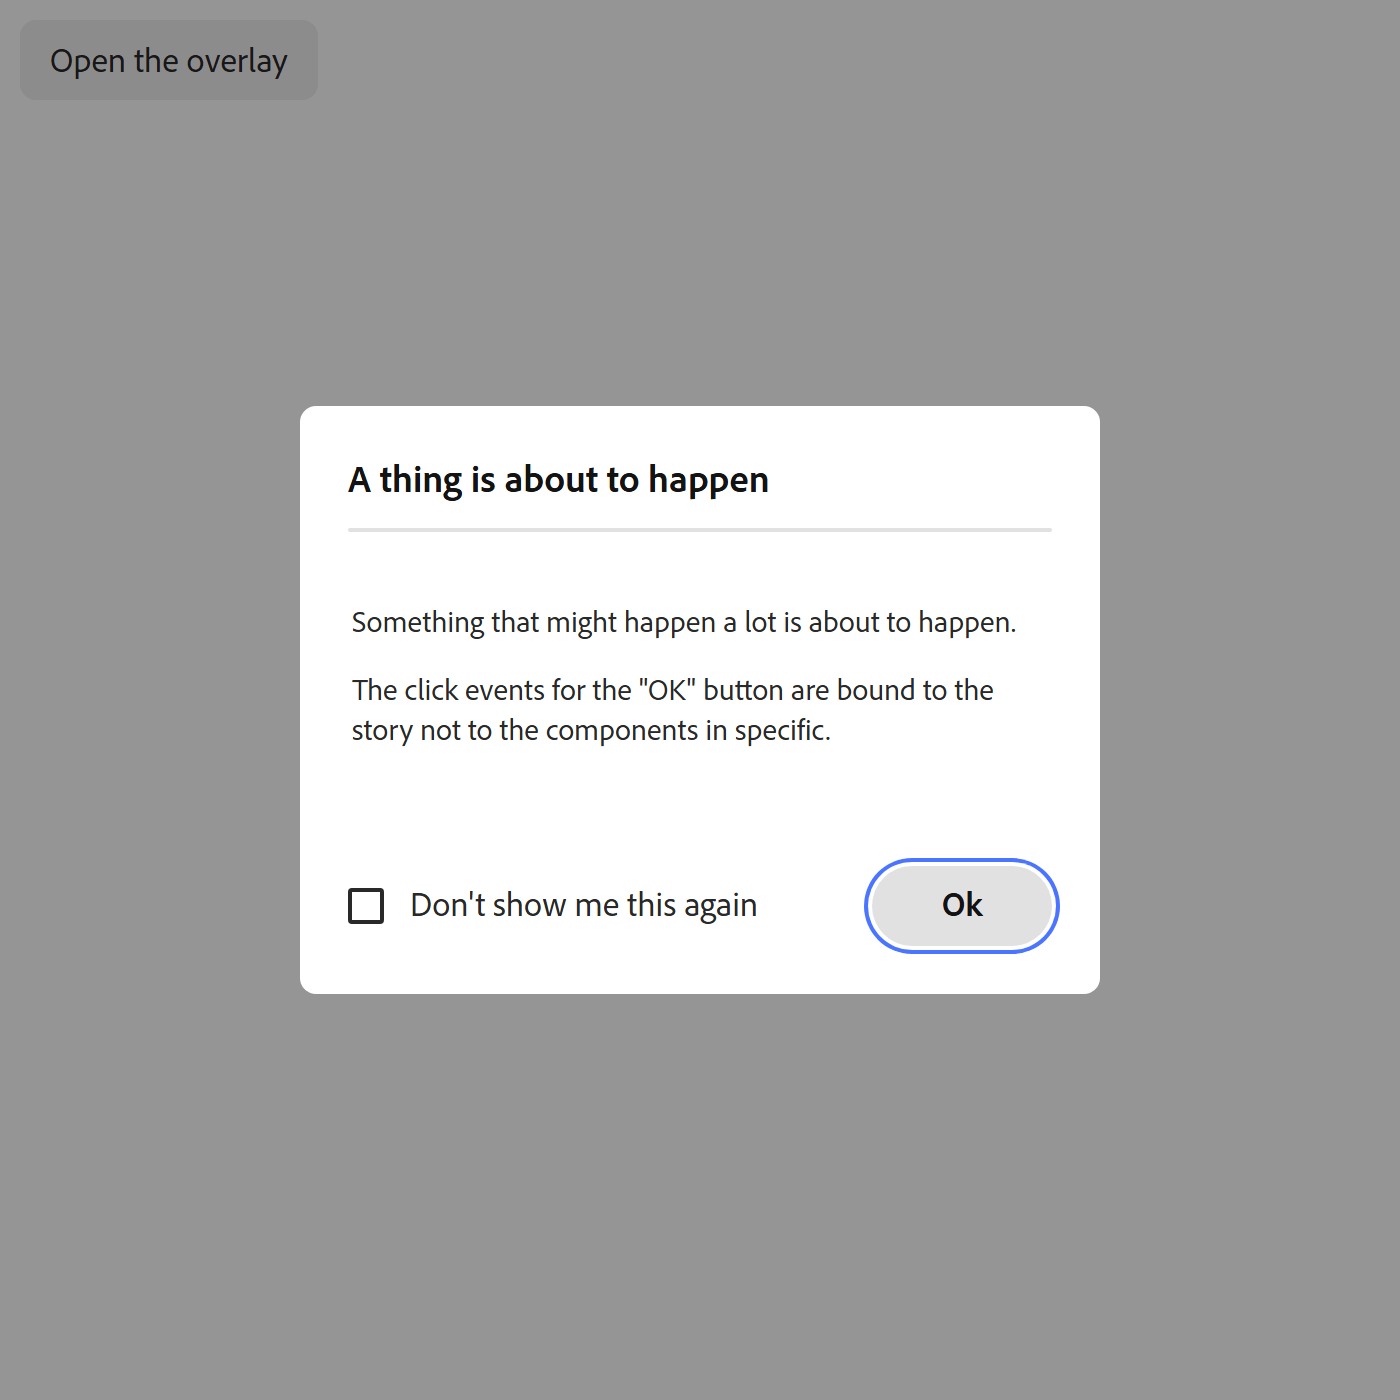 Open the overlay
A thing is about to happen
Something that might happen a lot is about to happen.
The click events for the "OK" button are bound to the
story not to the components in specific.
Don't show me this again
Ok